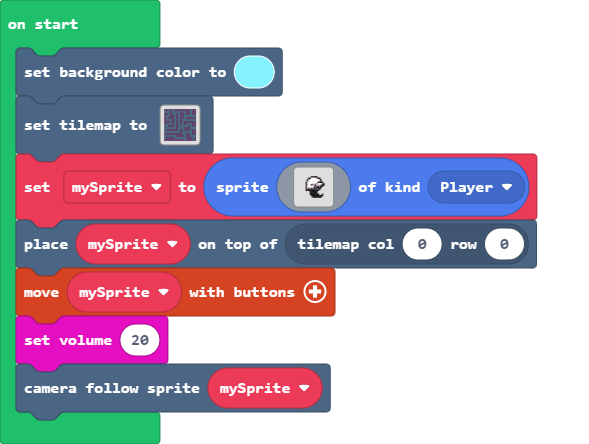 on start
set background color to
set tilemap to
set mySprite to sprite of kind Player
place mySprite on top of tilemap col 0 row 0
move mySprite with buttons
set volume 20
camera follow sprite mySprite